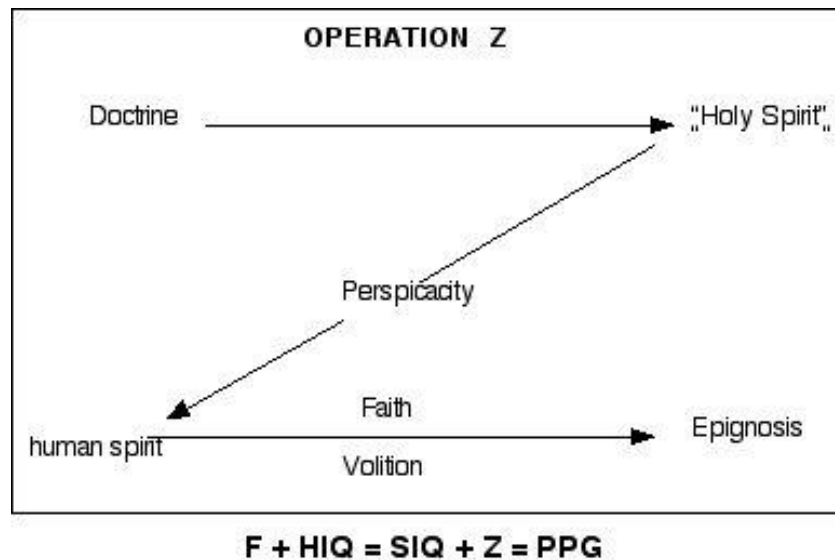 OPERATION Z
Doctrine
"Holy Spirit"
Perspicacity
Faith
human spirit
Epignosis
Volition
F + HIQ = SIQ + Z = PPG